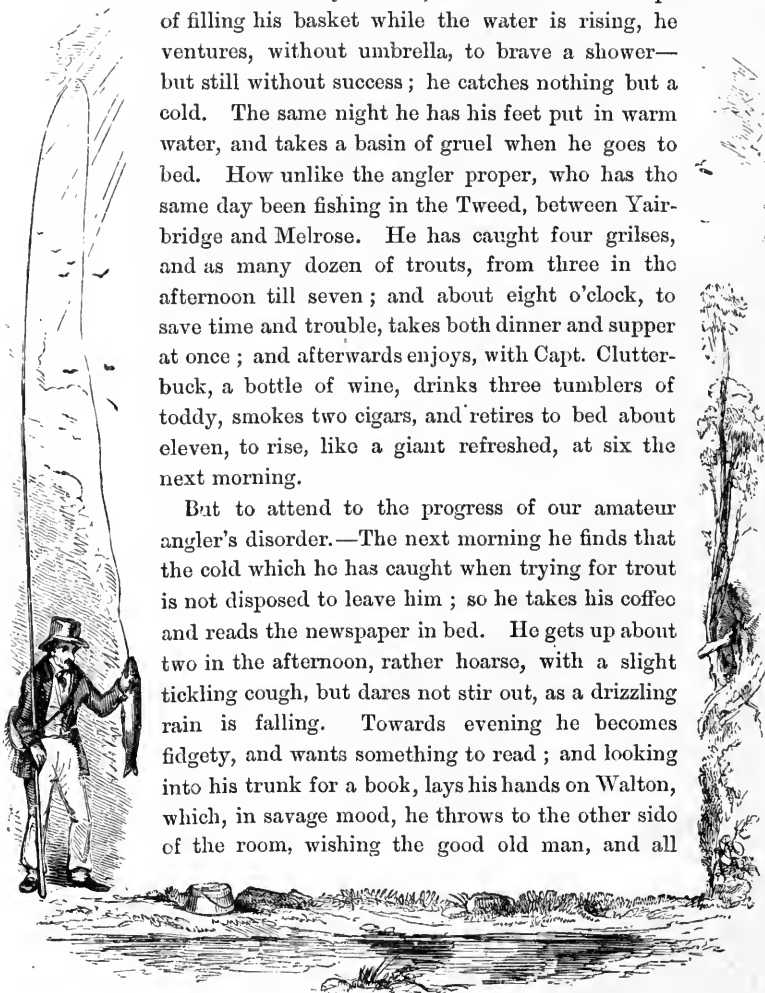 of filling his basket while the water is rising, he
ventures, without umbrella, to brave a shower—
but still without success; he catches nothing but a
cold. The same night he has his feet put in warm
water, and takes a basin of gruel when he goes to
bed. How unlike the angler proper, who has the
same day been fishing in the Tweed, between Yair-
bridge and Melrose. He has caught four grilses,
and as many dozen of trouts, from three in the
afternoon till seven; and about eight o'clock, to
save time and trouble, takes both dinner and supper
at once; and afterwards enjoys, with Capt. Clutter-
buck, a bottle of wine, drinks three tumblers of
toddy, smokes two cigars, and retires to bed about
eleven, to rise, like a giant refreshed, at six the
next morning.
But to attend to the progress of our amateur
angler's disorder.—The next morning he finds that
the cold which he has caught when trying for trout
is not disposed to leave him; so he takes his coffee
and reads the newspaper in bed. He gets up about
two in the afternoon, rather hoarse, with a slight
tickling cough, but dares not stir out, as a drizzling
rain is falling. Towards evening he becomes
fidgety, and wants something to read; and looking
into his trunk for a book, lays his hands on Walton,
which, in savage mood, he throws to the other side
of the room, wishing the good old man, and all